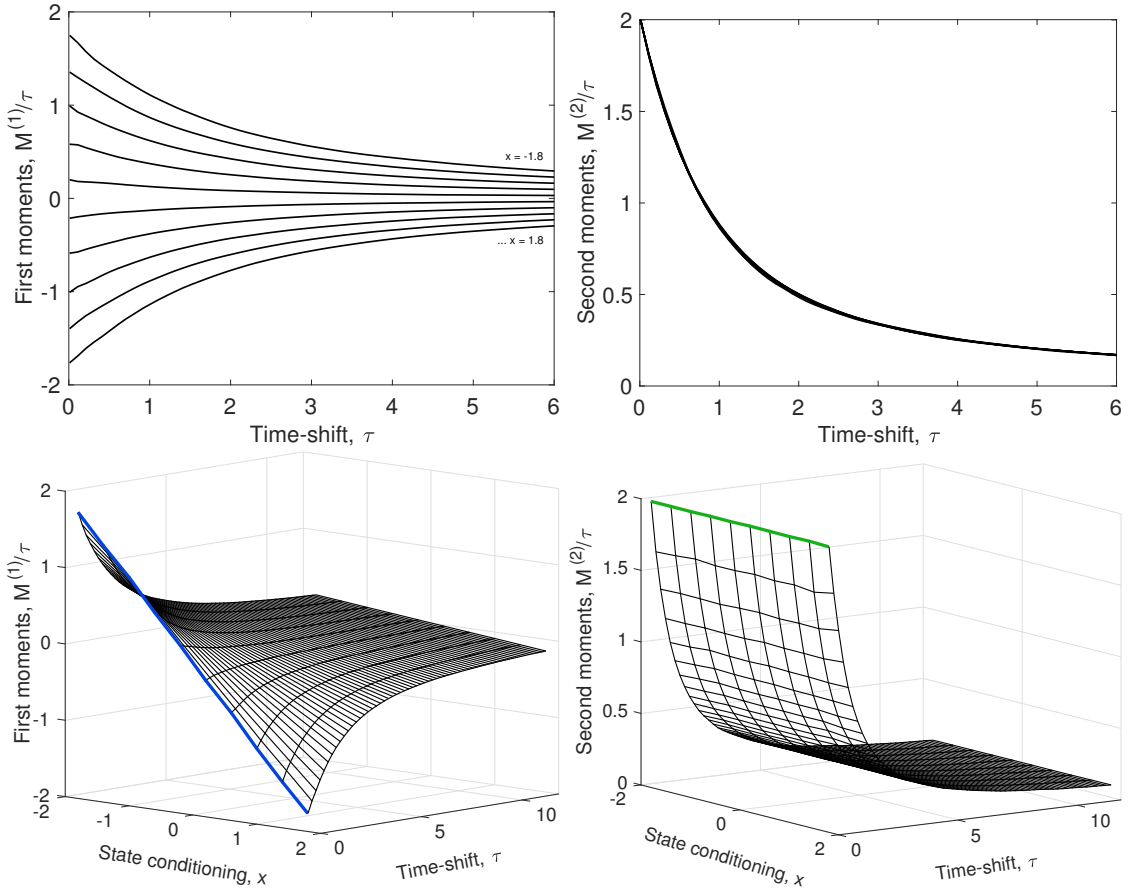 2
1
0
-1
-2
First moments, M(1)/τ
x = -1.8
... x = 1.8
0 1 2 3 4 5 6
Time-shift, τ
2
1.5
1
0.5
0
Second moments, M(2)/τ
0 1 2 3 4 5 6
Time-shift, τ
2
1
0
-1
-2
First moments, M(1)/τ
-2 -1 0 1 2
State conditioning, x
0 5 10
Time-shift, τ
2
1.5
1
0.5
0
Second moments, M(2)/τ
-2 0 2
State conditioning, x
0 5 10
Time-shift, τ